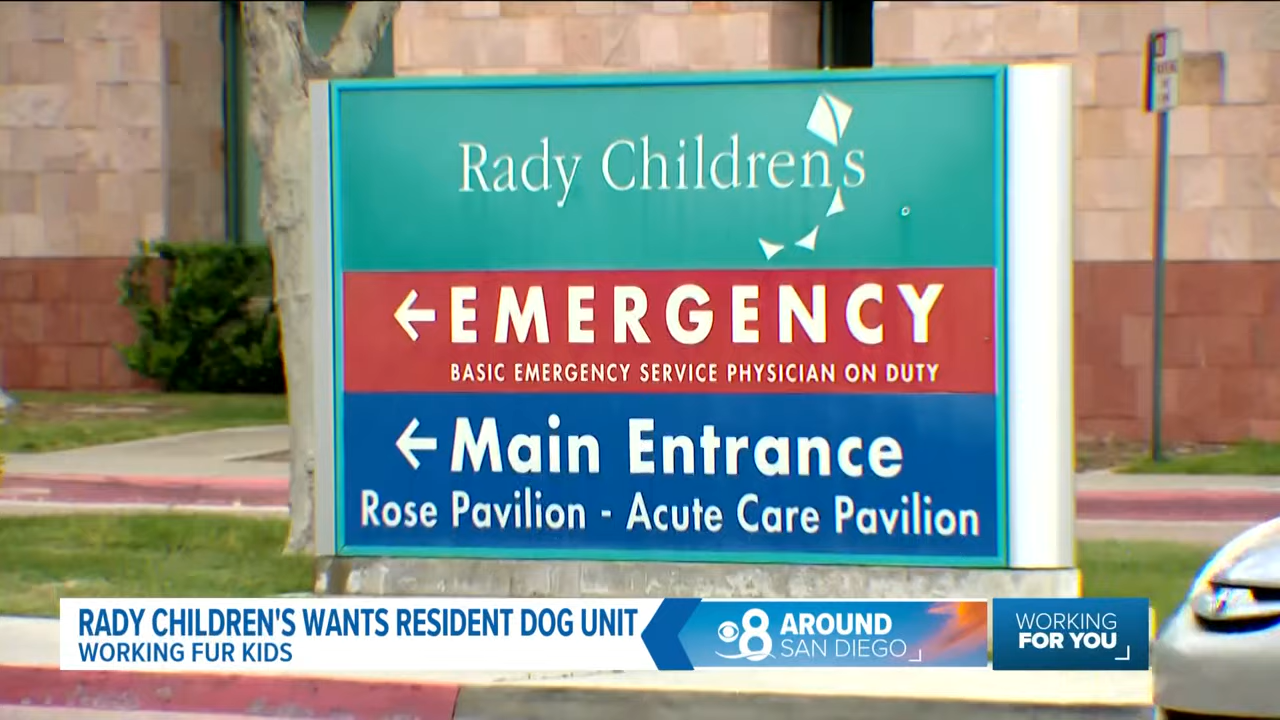 Rady Children's
←EMERGENCY
BASIC EMERGENCY SERVICE PHYSICIAN ON DUTY
←Main Entrance
Rose Pavilion - Acute Care Pavilion
RADY CHILDREN'S WANTS RESIDENT DOG UNIT
WORKING FUR KIDS
8 AROUND
SAN DIEGO
WORKING
FOR YOU